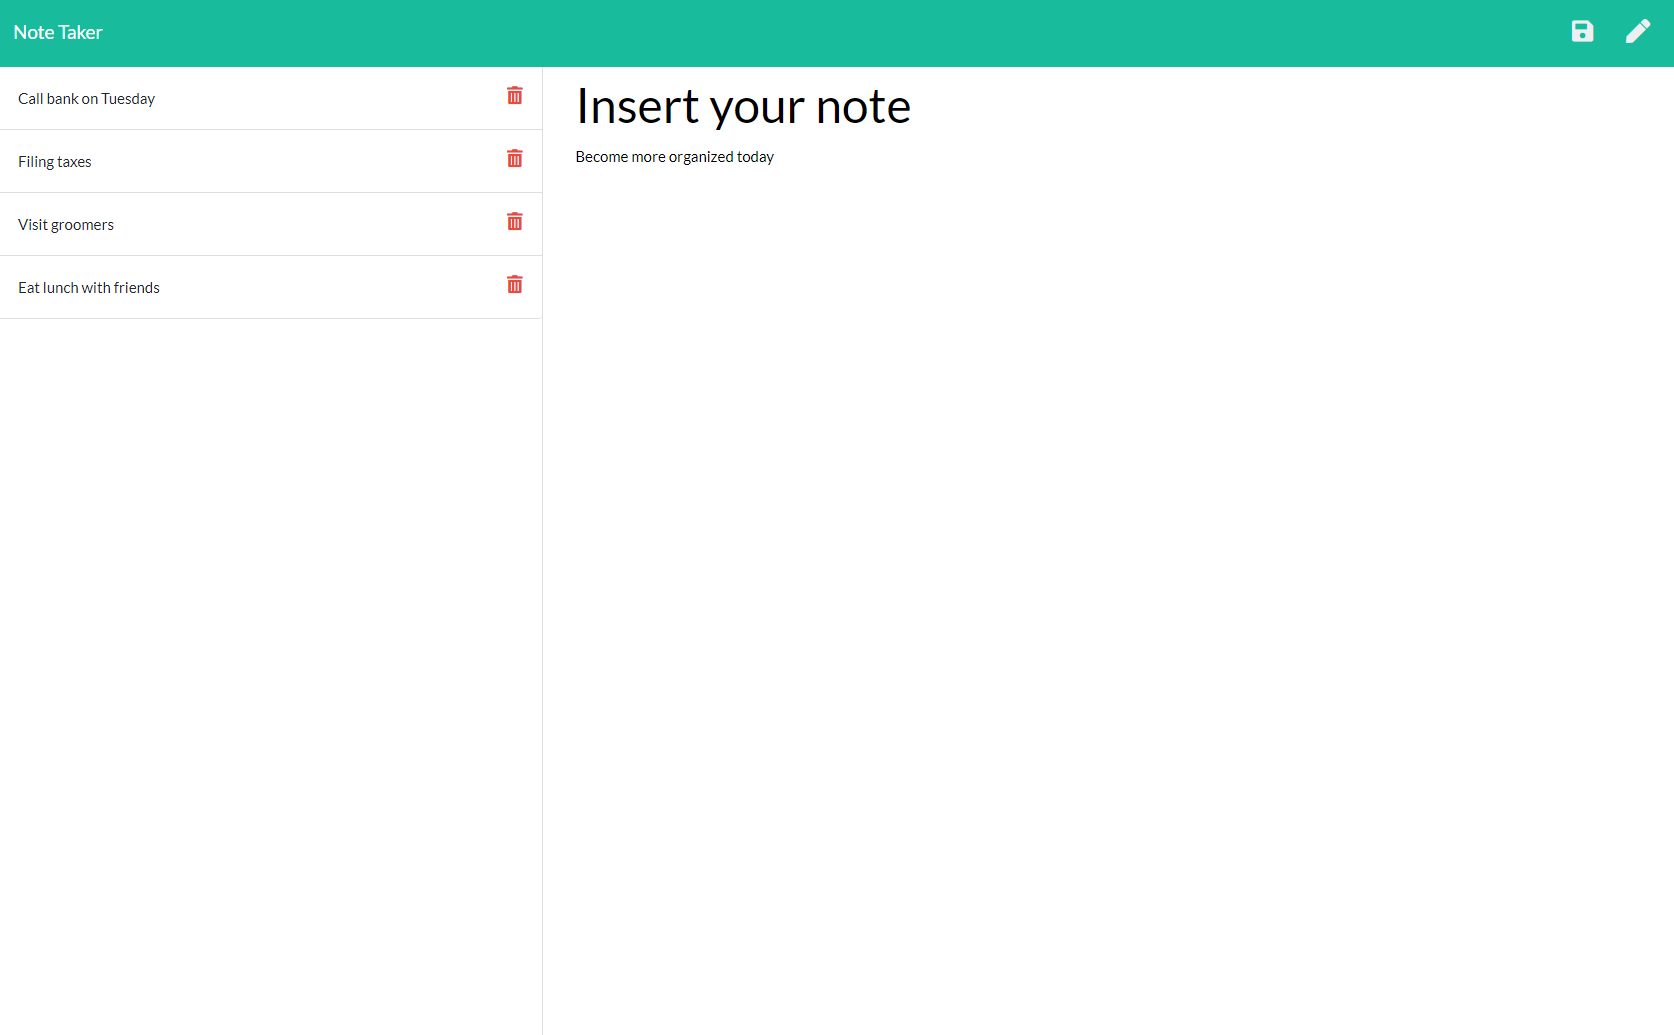 Note Taker
Call bank on Tuesday
Filing taxes
Visit groomers
Eat lunch with friends
Insert your note
Become more organized today